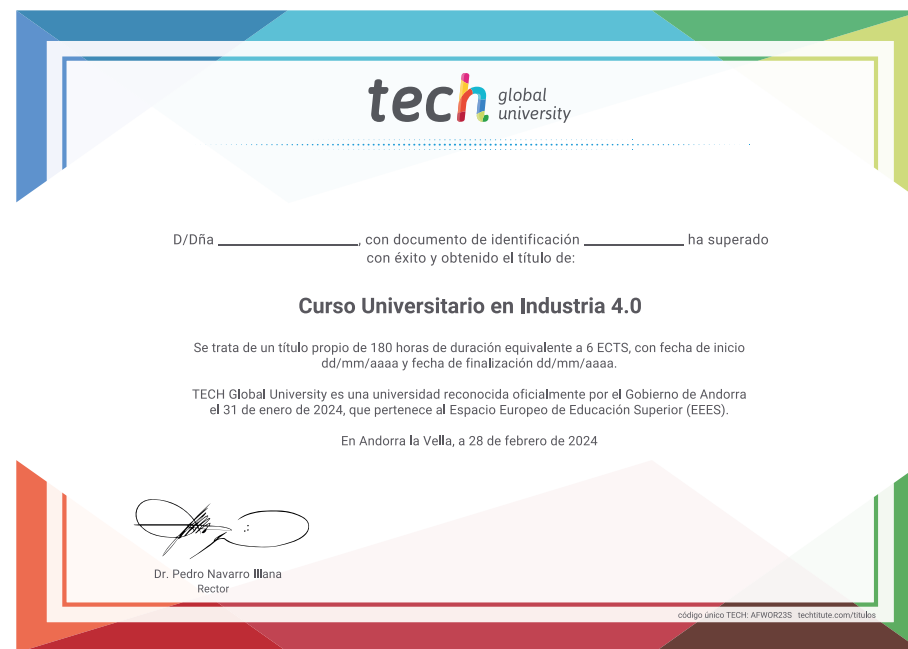 tech global
university
D/Dña ______________, con documento de identificación __________ ha superado
con éxito y obtenido el título de:
Curso Universitario en Industria 4.0
Se trata de un título propio de 180 horas de duración equivalente a 6 ECTS, con fecha de inicio
dd/mm/aaaa y fecha de finalización dd/mm/aaaa.
TECH Global University es una universidad reconocida oficialmente por el Gobierno de Andorra
el 31 de enero de 2024, que pertenece al Espacio Europeo de Educación Superior (EEES).
En Andorra la Vella, a 28 de febrero de 2024
Dr. Pedro Navarro Illana
Rector
código único TECH: AFWOR23S techtitute.com/titulos